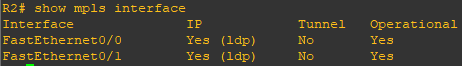 R2# show mpls interface
Interface              IP            Tunnel   Operational
FastEthernet0/0        Yes (ldp)     No       Yes
FastEthernet0/1        Yes (ldp)     No       Yes